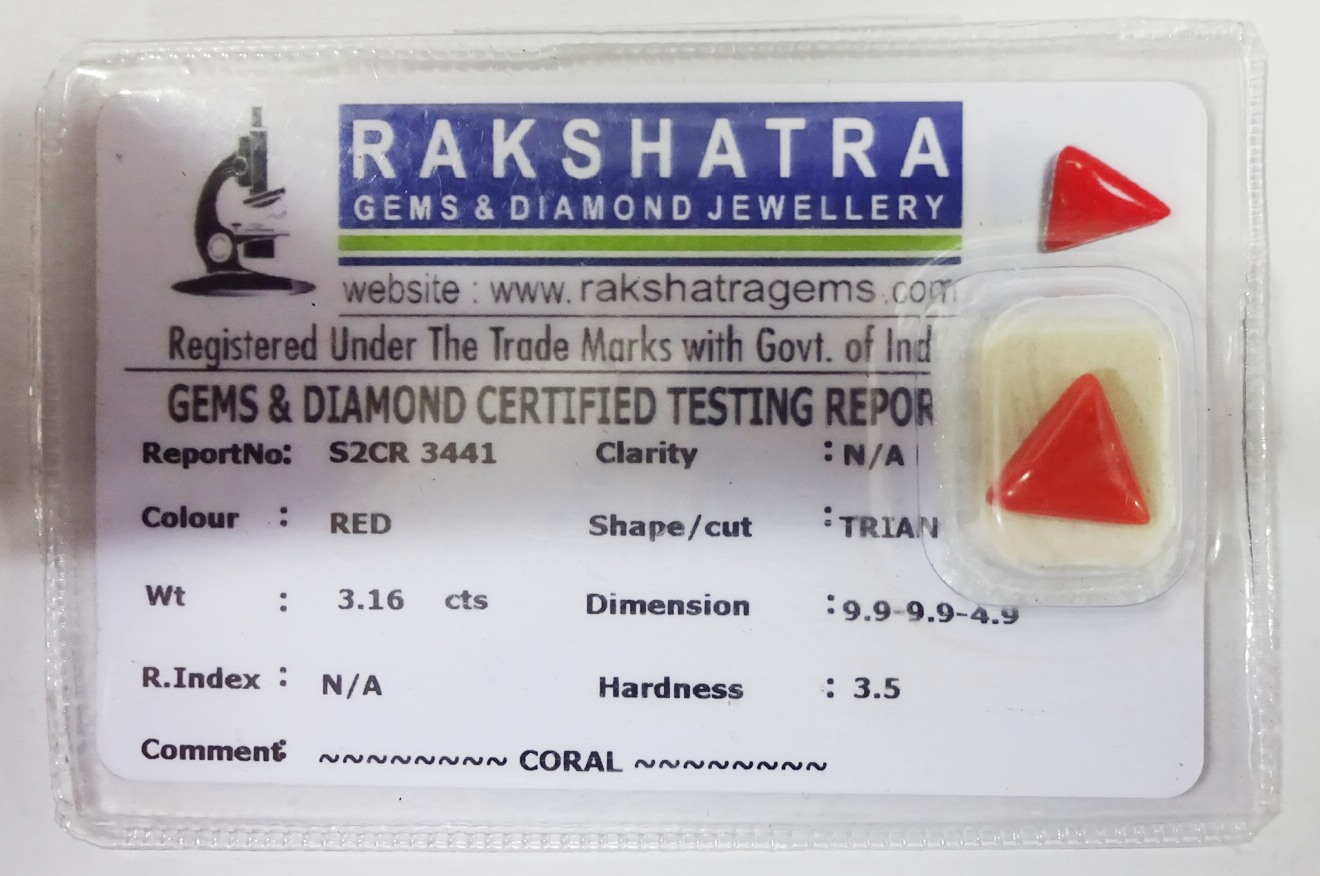 RAKSHATRA
GEMS & DIAMOND JEWELLERY
website : www.rakshatragems.com
Registered Under The Trade Marks with Govt. of Ind
GEMS & DIAMOND CERTIFIED TESTING REPOR
ReportNo: S2CR 3441 Clarity : N/A
Colour : RED Shape/cut : TRIAN
Wt : 3.16 cts Dimension : 9.9-9.9-4.9
R.Index : N/A Hardness : 3.5
Comment: ~~~~~~~~ CORAL ~~~~~~~~